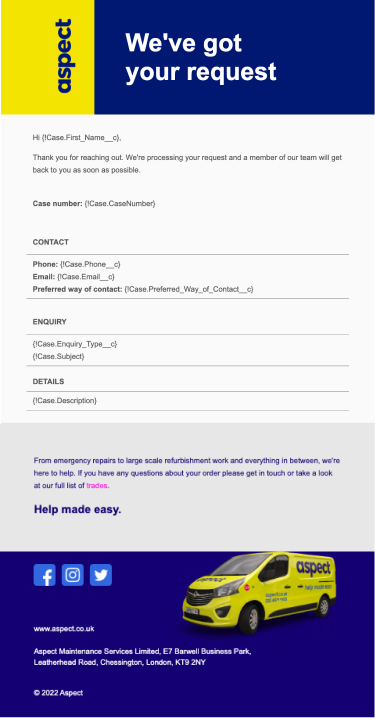 aspect
We've got
your request
Hi {!Case.First_Name__c},
Thank you for reaching out. We're processing your request and a member of our team will get
back to you as soon as possible.
Case number: {!Case.CaseNumber}
CONTACT
Phone: {!Case.Phone__c}
Email: {!Case.Email__c}
Preferred way of contact: {!Case.Preferred_Way_of_Contact__c}
ENQUIRY
{!Case.Enquiry_Type__c}
{!Case.Subject}
DETAILS
{!Case.Description}
From emergency repairs to large scale refurbishment work and everything in between, we're
here to help. If you have any questions about your order please get in touch or take a look
at our full list of trades.
Help made easy.
aspect
www.aspect.co.uk
Aspect Maintenance Services Limited, E7 Barwell Business Park,
Leatherhead Road, Chessington, London, KT9 2NY
© 2022 Aspect